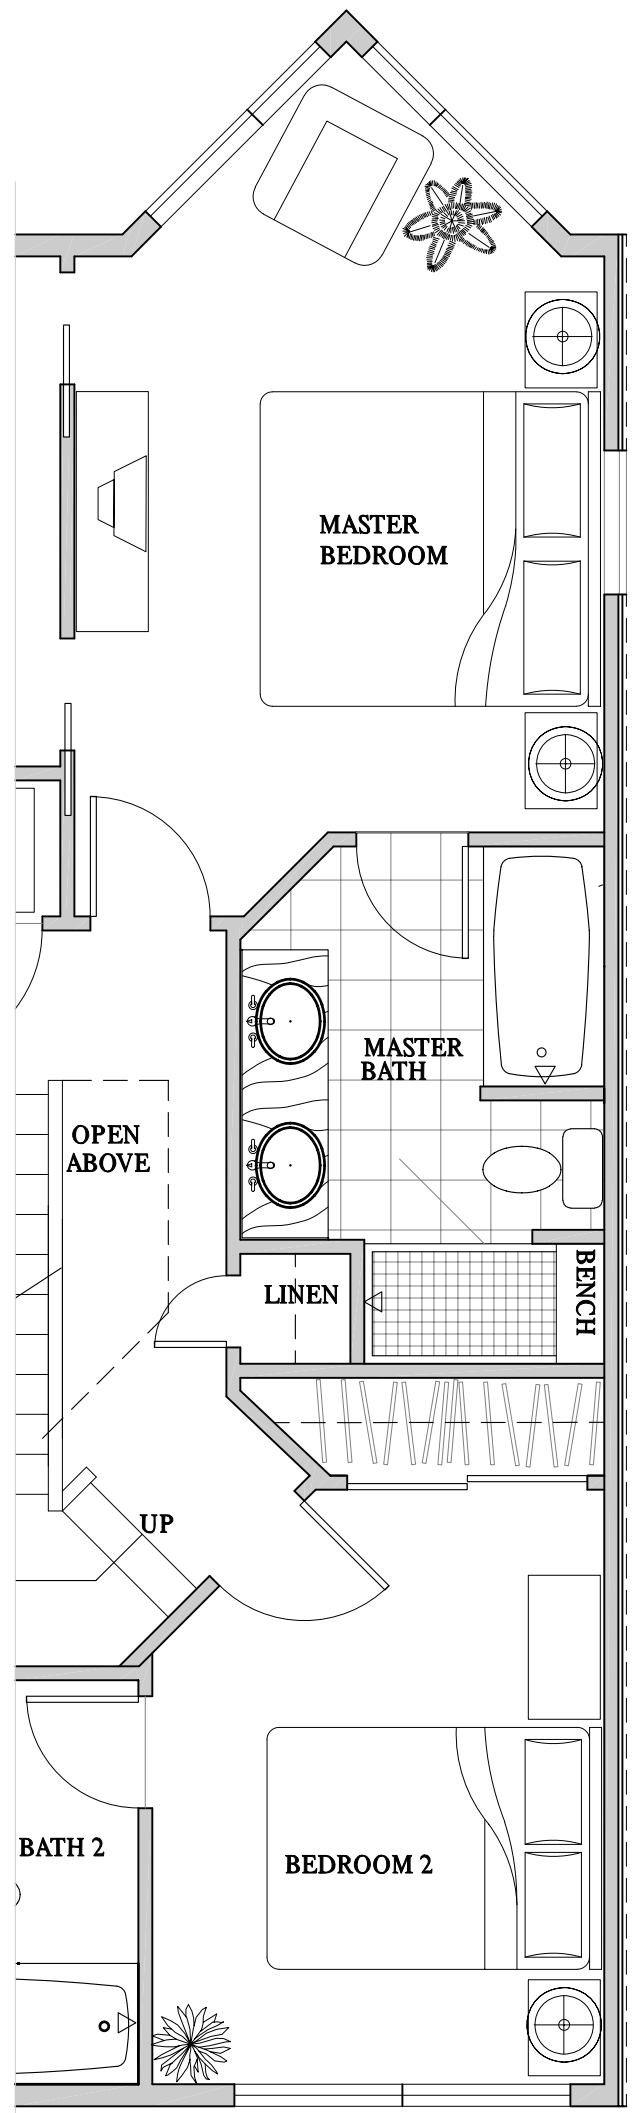 MASTER
BEDROOM
MASTER
BATH
OPEN
ABOVE
LINEN
BENCH
UP
BATH 2
BEDROOM 2